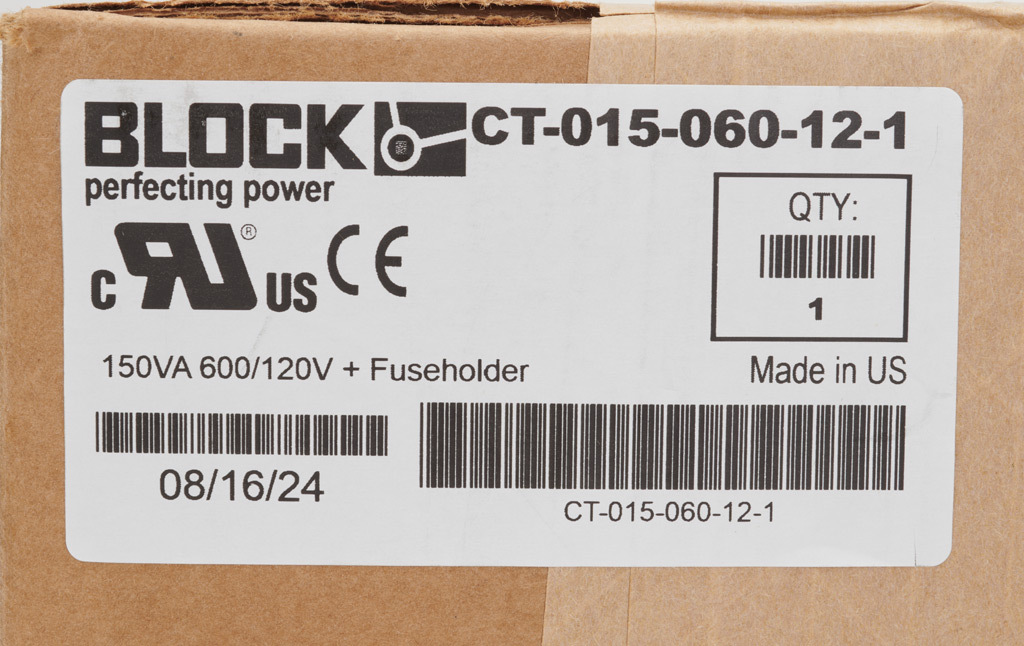 BLOCK CT-015-060-12-1
perfecting power
QTY:
c RU ® US CE
1
150VA 600/120V + Fuseholder
Made in US
08/16/24
CT-015-060-12-1